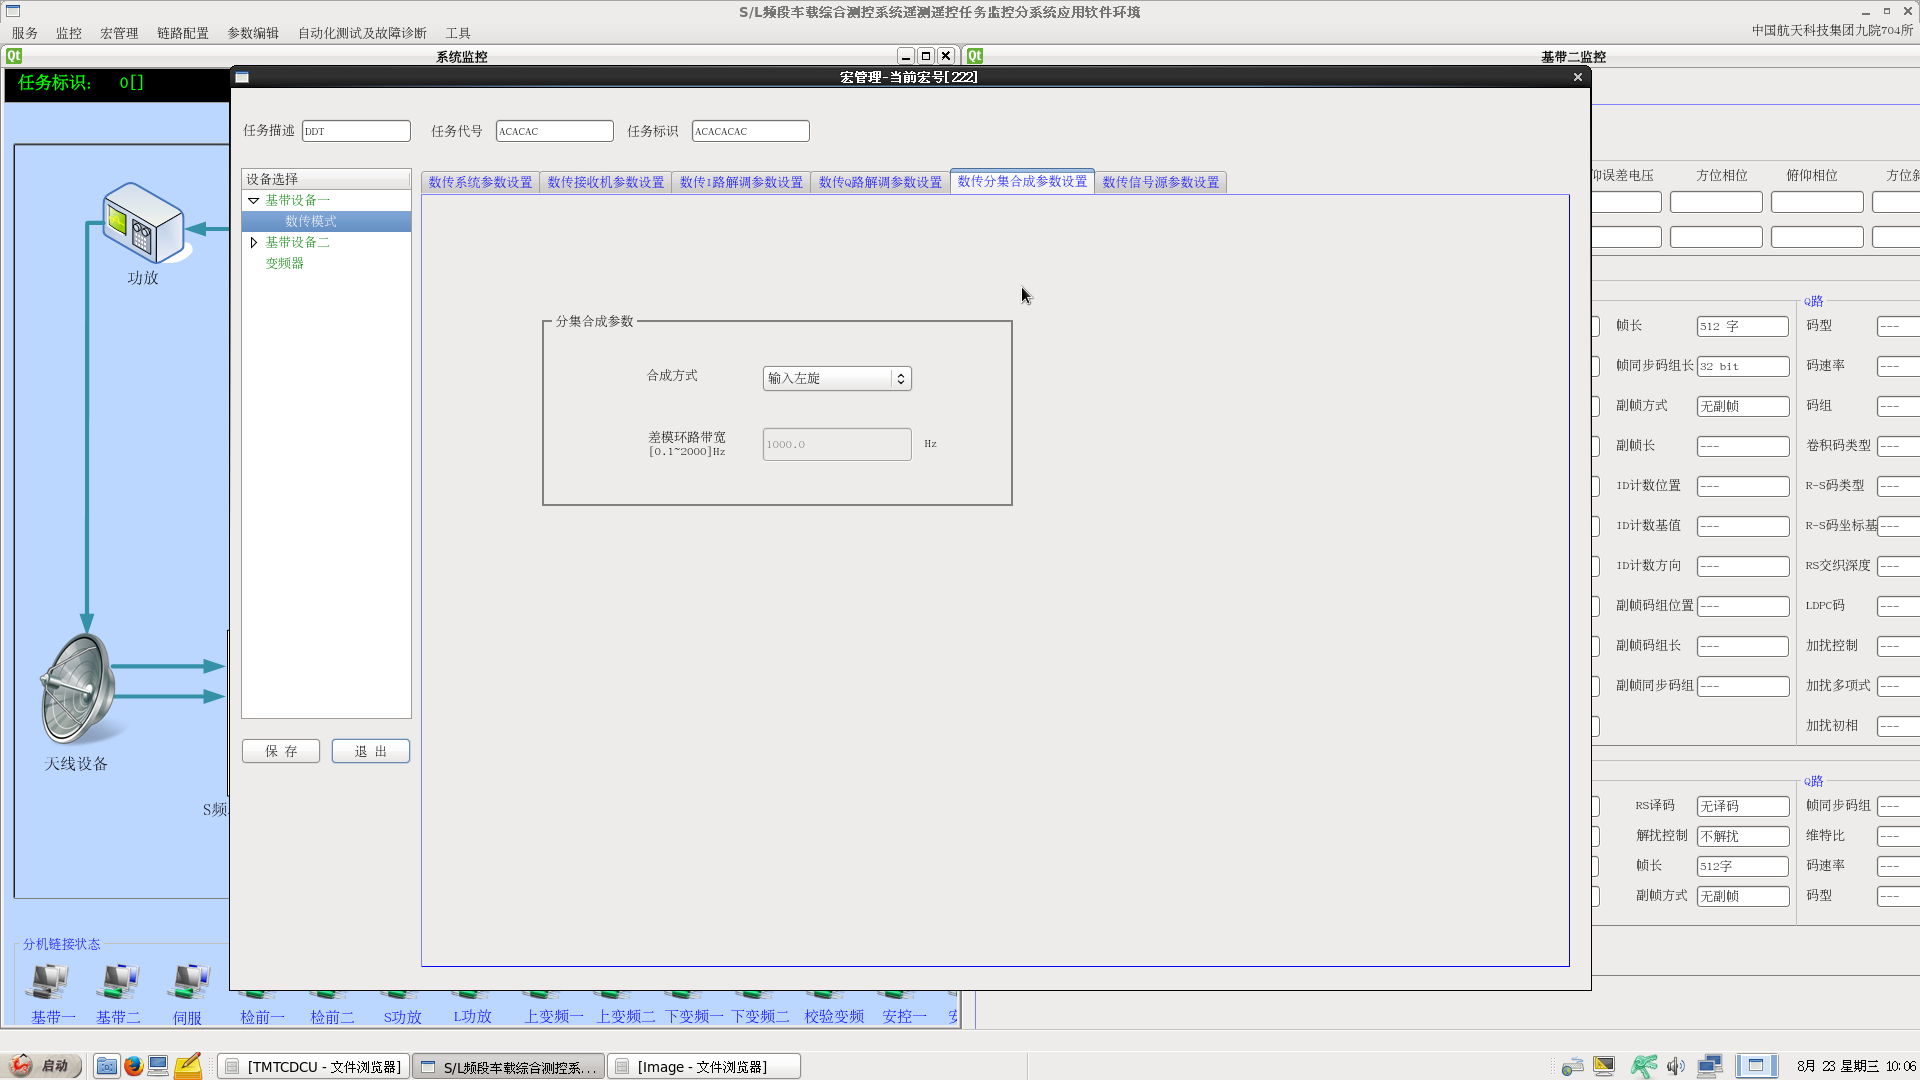 S/L频段车载综合测控系统遥测遥控任务监控分系统应用软件环境
服务 监控 宏管理 链路配置 参数编辑 自动化测试及故障诊断 工具 中国航天科技集团九院704所
系统监控 基带二监控
任务标识: 0[]
宏管理-当前宏号[222]
任务描述 DDT 任务代号 ACACAC 任务标识 ACACACAC
设备选择
基带设备一
数传模式
基带设备二
变频器
数传系统参数设置 数传接收机参数设置 数传I路解调参数设置 数传Q路解调参数设置 数传分集合成参数设置 数传信号源参数设置
分集合成参数
合成方式 输入左旋
差模环路带宽
[0.1~2000]Hz 1000.0 Hz
保 存 退 出
功放
天线设备
S频
分机链接状态
基带一 基带二 伺服 检前一 检前二 S功放 L功放 上变频一 上变频二 下变频一 下变频二 校验变频 安控一
仰误差电压 方位相位 俯仰相位 方位
Q路
帧长 512 字 码型 ---
帧同步码组长 32 bit 码速率 ---
副帧方式 无副帧 码组 ---
副帧长 --- 卷积码类型 ---
ID计数位置 --- R-S码类型 ---
ID计数基值 --- R-S码坐标基 ---
ID计数方向 --- RS交织深度 ---
副帧码组位置 --- LDPC码 ---
副帧码组长 --- 加扰控制 ---
副帧同步码组 --- 加扰多项式 ---
加扰初相 ---
Q路
RS译码 无译码 帧同步码组 ---
解扰控制 不解扰 维特比 ---
帧长 512字 码速率 ---
副帧方式 无副帧 码型 ---
启动 [TMTCDCU - 文件浏览器] S/L频段车载综合测控系... [Image - 文件浏览器] 8月 23 星期三 10:06